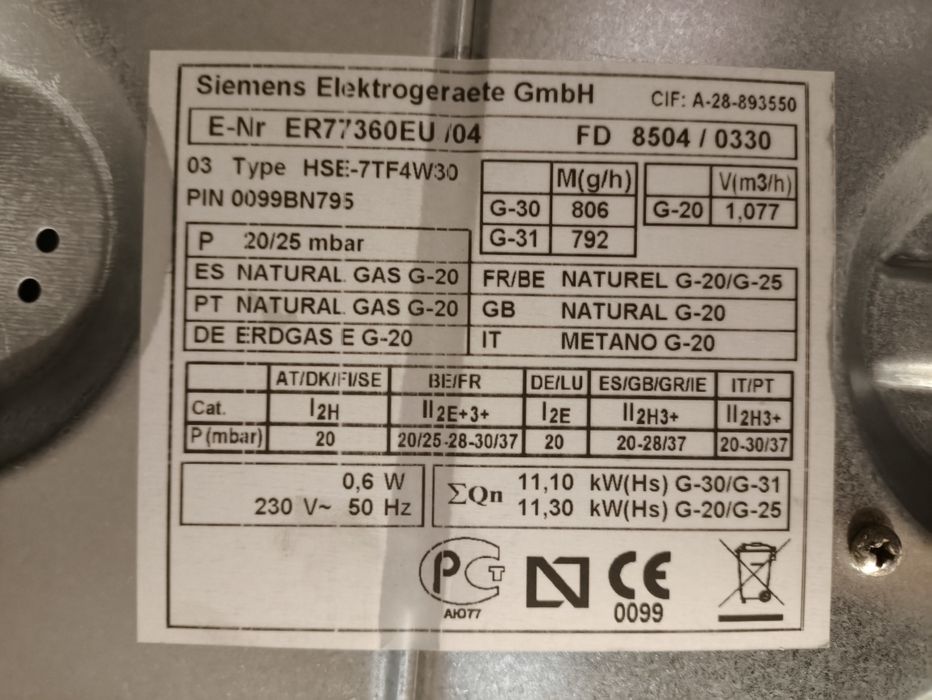 Siemens Elektrogeraete GmbH CIF: A-28-893550
E-Nr ER77360EU /04 FD 8504 / 0330
03 Type HSE-7TF4W30
PIN 0099BN795
M(g/h)
G-30 806
G-31 792
V(m3/h)
G-20 1,077
P 20/25 mbar
ES NATURAL GAS G-20
PT NATURAL GAS G-20
DE ERDGAS E G-20
FR/BE NATUREL G-20/G-25
GB NATURAL G-20
IT METANO G-20
AT/DK/FI/SE BE/FR DE/LU ES/GB/GR/IE IT/PT
Cat. I2H II2E+3+ I2E II2H3+ II2H3+
P(mbar) 20 20/25-28-30/37 20 20-28/37 20-30/37
0,6 W
230 V~ 50 Hz
ΣQn 11,10 kW(Hs) G-30/G-31
11,30 kW(Hs) G-20/G-25
РСТ
АЮ77
N
CE
0099